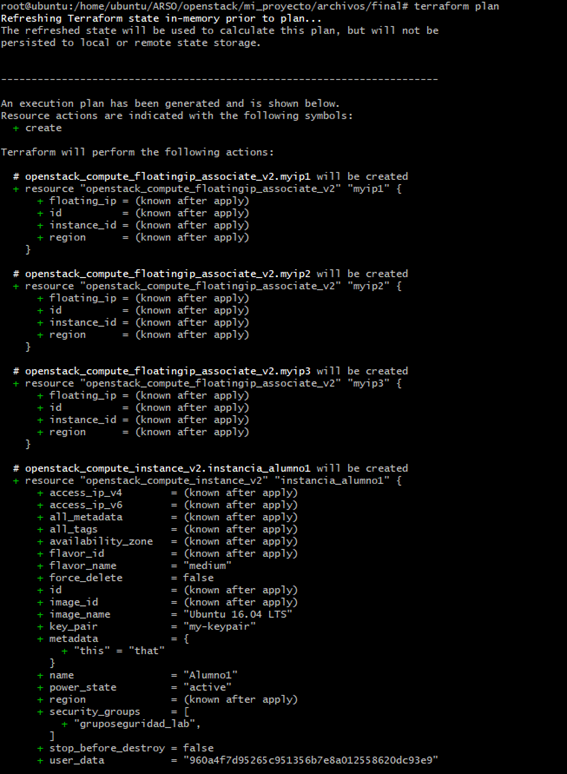 root@ubuntu:/home/ubuntu/ARSO/openstack/mi_proyecto/archivos/final# terraform plan
Refreshing Terraform state in-memory prior to plan...
The refreshed state will be used to calculate this plan, but will not be
persisted to local or remote state storage.
------------------------------------------------------------------------
An execution plan has been generated and is shown below.
Resource actions are indicated with the following symbols:
  + create
Terraform will perform the following actions:
  # openstack_compute_floatingip_associate_v2.myip1 will be created
  + resource "openstack_compute_floatingip_associate_v2" "myip1" {
      + floating_ip = (known after apply)
      + id          = (known after apply)
      + instance_id = (known after apply)
      + region      = (known after apply)
    }
  # openstack_compute_floatingip_associate_v2.myip2 will be created
  + resource "openstack_compute_floatingip_associate_v2" "myip2" {
      + floating_ip = (known after apply)
      + id          = (known after apply)
      + instance_id = (known after apply)
      + region      = (known after apply)
    }
  # openstack_compute_floatingip_associate_v2.myip3 will be created
  + resource "openstack_compute_floatingip_associate_v2" "myip3" {
      + floating_ip = (known after apply)
      + id          = (known after apply)
      + instance_id = (known after apply)
      + region      = (known after apply)
    }
  # openstack_compute_instance_v2.instancia_alumno1 will be created
  + resource "openstack_compute_instance_v2" "instancia_alumno1" {
      + access_ip_v4        = (known after apply)
      + access_ip_v6        = (known after apply)
      + all_metadata        = (known after apply)
      + all_tags            = (known after apply)
      + availability_zone   = (known after apply)
      + flavor_id           = (known after apply)
      + flavor_name         = "medium"
      + force_delete        = false
      + id                  = (known after apply)
      + image_id            = (known after apply)
      + image_name          = "Ubuntu 16.04 LTS"
      + key_pair            = "my-keypair"
      + metadata            = {
          + "this" = "that"
        }
      + name                = "Alumno1"
      + power_state         = "active"
      + region              = (known after apply)
      + security_groups     = [
          + "gruposeguridad_lab",
        ]
      + stop_before_destroy = false
      + user_data           = "960a4f7d95265c951356b7e8a012558620dc93e9"